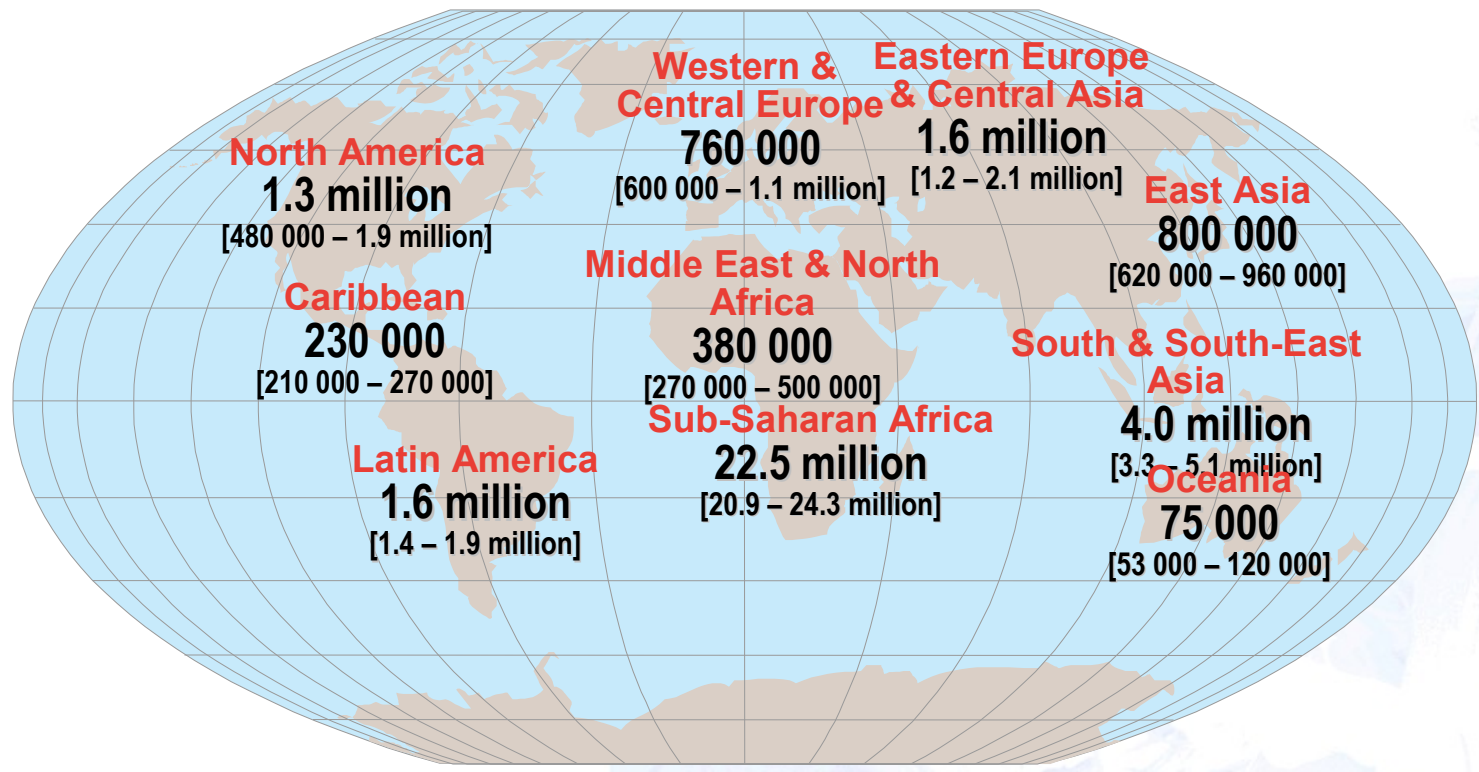 Western &
Central Europe
760 000
[600 000 – 1.1 million]
Eastern Europe
& Central Asia
1.6 million
[1.2 – 2.1 million]
North America
1.3 million
[480 000 – 1.9 million]
East Asia
800 000
[620 000 – 960 000]
Middle East & North
Africa
380 000
[270 000 – 500 000]
Caribbean
230 000
[210 000 – 270 000]
South & South-East
Asia
4.0 million
[3.3 – 5.1 million]
Sub-Saharan Africa
22.5 million
[20.9 – 24.3 million]
Latin America
1.6 million
[1.4 – 1.9 million]
Oceania
75 000
[53 000 – 120 000]